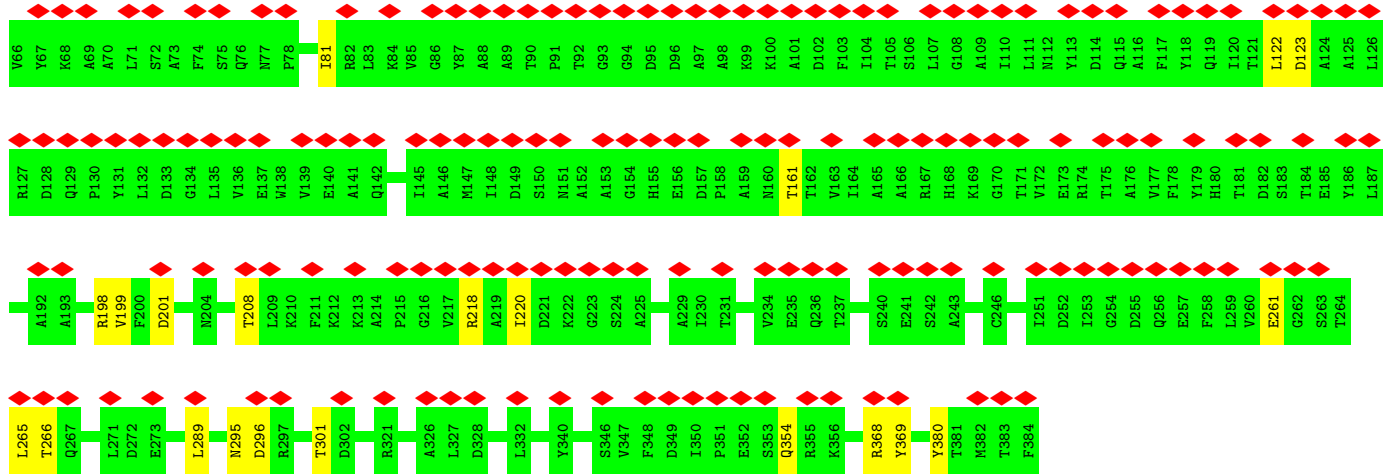 V66 Y67 K68 A69 A70 L71 S72 A73 F74 S75 Q76 N77 P78 I81 R82 L83 K84 V85 G86 Y87 A88 A89 T90 P91 T92 G93 G94 D95 D96 A97 A98 K99 K100 A101 D102 F103 I104 T105 S106 L107 G108 A109 I110 L111 N112 Y113 D114 Q115 A116 F117 Y118 Q119 I120 T121 L122 D123 A124 A125 L126
R127 D128 Q129 P130 Y131 L132 D133 G134 L135 V136 E137 W138 V139 E140 A141 Q142 I145 A146 M147 I148 D149 S150 N151 A152 A153 G154 H155 E156 D157 P158 A159 N160 T161 T162 V163 I164 A165 A166 R167 H168 K169 G170 T171 V172 E173 R174 T175 A176 V177 F178 Y179 H180 T181 D182 S183 T184 E185 Y186 L187
A192 A193 R198 V199 F200 D201 N204 T208 L209 K210 F211 K212 K213 A214 P215 G216 V217 R218 A219 I220 D221 K222 G223 S224 A225 A229 I230 T231 V234 E235 Q236 T237 S240 E241 S242 A243 C246 I251 D252 I253 G254 D255 Q256 E257 F258 L259 V260 E261 G262 S263 T264
L265 T266 Q267 L271 D272 E273 L289 N295 D296 R297 T301 D302 R321 A326 L327 D328 L332 Y340 S346 V347 F348 D349 I350 P351 E352 S353 Q354 R355 K356 R368 Y369 Y380 T381 M382 T383 F384